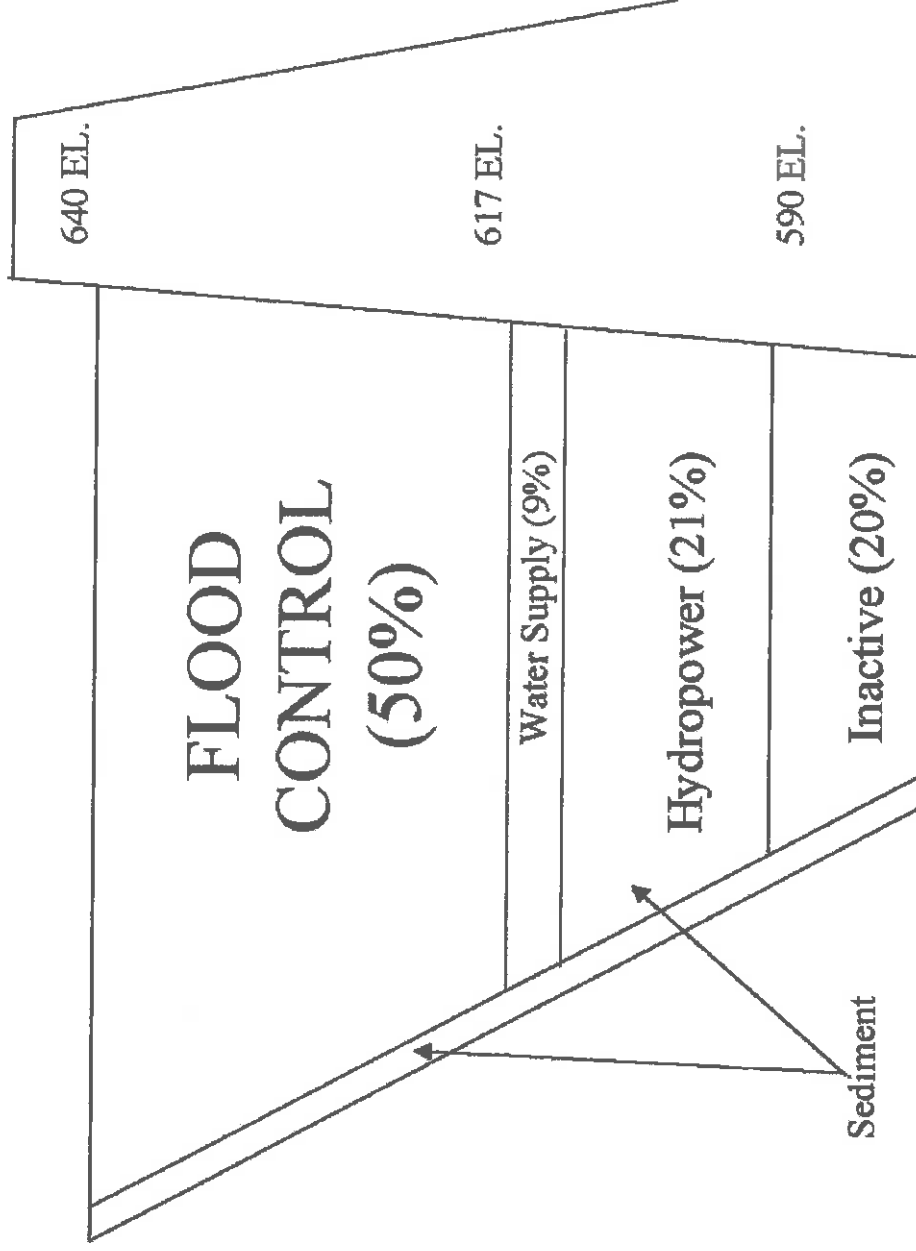 640 EL.
FLOOD
CONTROL
(50%)
617 EL.
Water Supply (9%)
Hydropower (21%)
590 EL.
Inactive (20%)
Sediment